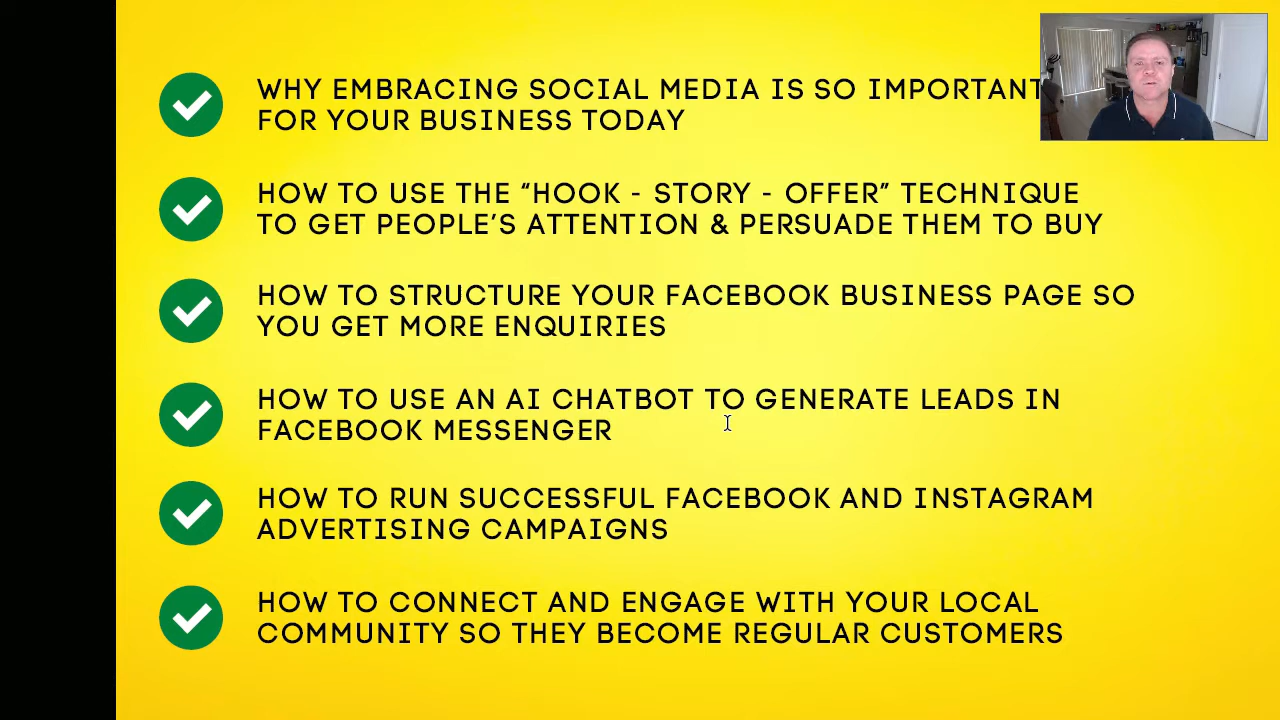 WHY EMBRACING SOCIAL MEDIA IS SO IMPORTANT
FOR YOUR BUSINESS TODAY
HOW TO USE THE “HOOK - STORY - OFFER” TECHNIQUE
TO GET PEOPLE’S ATTENTION & PERSUADE THEM TO BUY
HOW TO STRUCTURE YOUR FACEBOOK BUSINESS PAGE SO
YOU GET MORE ENQUIRIES
HOW TO USE AN AI CHATBOT TO GENERATE LEADS IN
FACEBOOK MESSENGER
HOW TO RUN SUCCESSFUL FACEBOOK AND INSTAGRAM
ADVERTISING CAMPAIGNS
HOW TO CONNECT AND ENGAGE WITH YOUR LOCAL
COMMUNITY SO THEY BECOME REGULAR CUSTOMERS